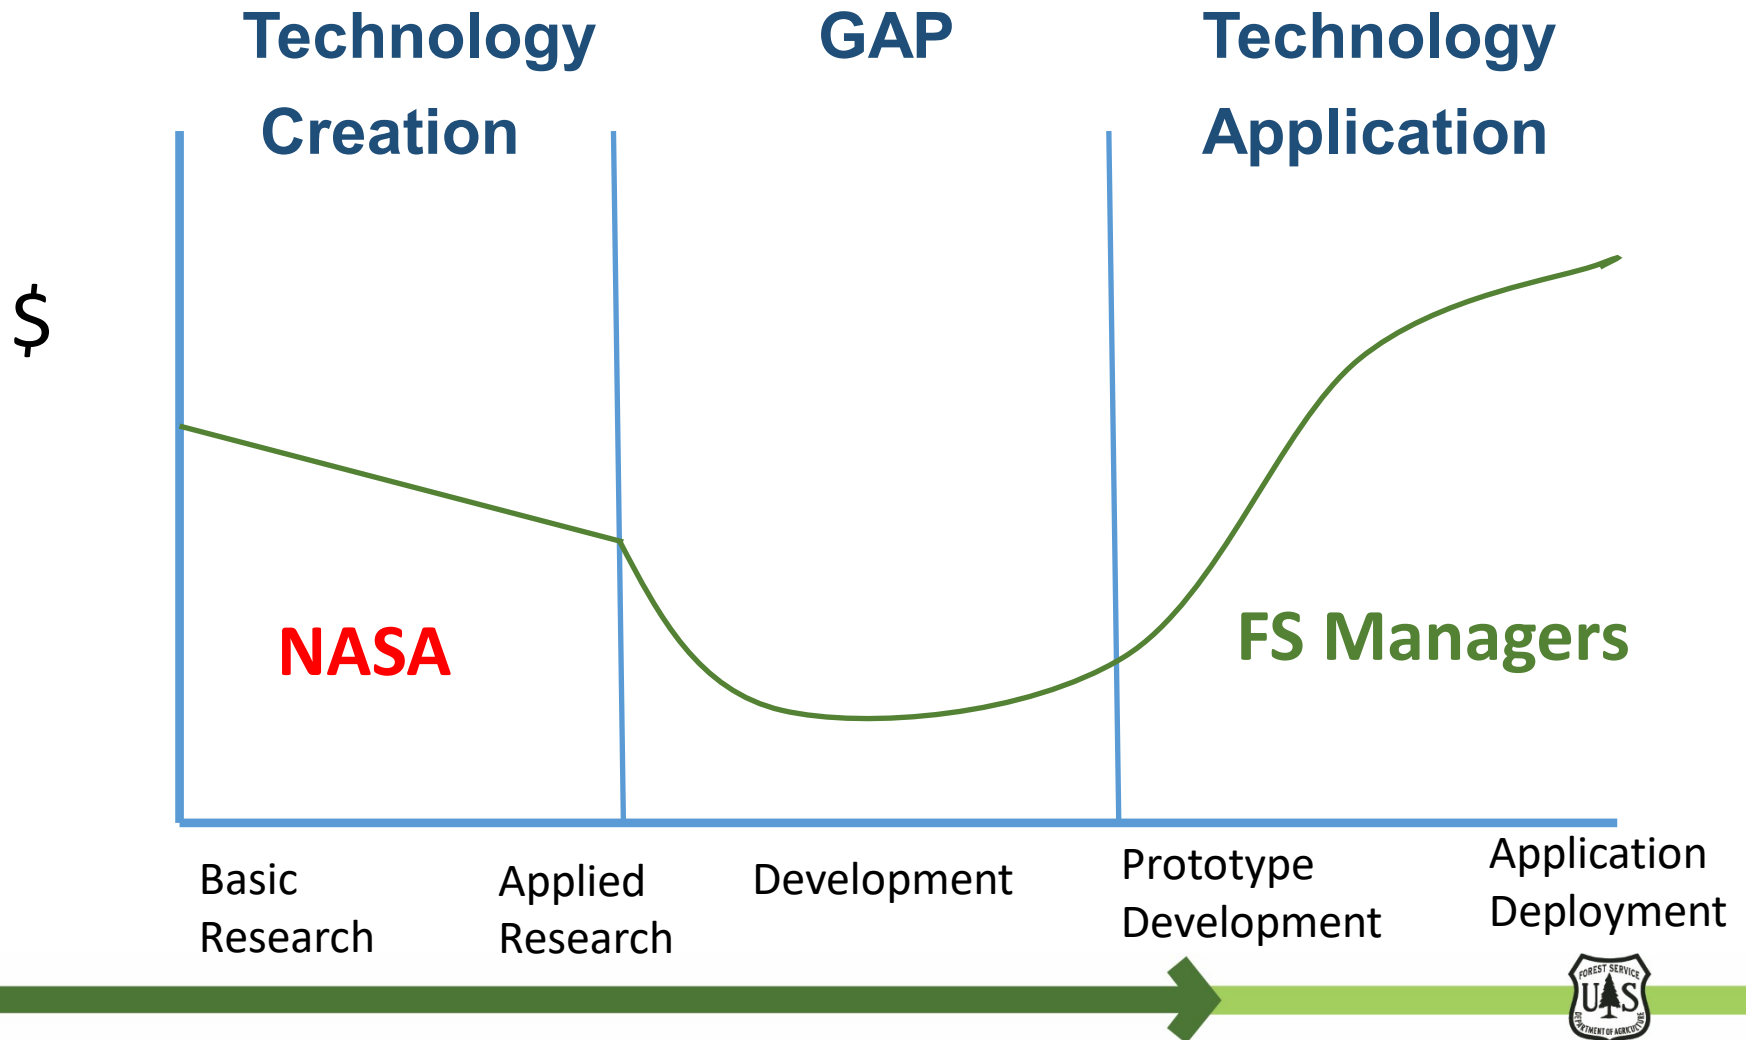 Technology
Creation
GAP
Technology
Application
$
NASA
FS Managers
Basic
Research
Applied
Research
Development
Prototype
Development
Application
Deployment
FOREST SERVICE
U S
DEPARTMENT OF AGRICULTURE